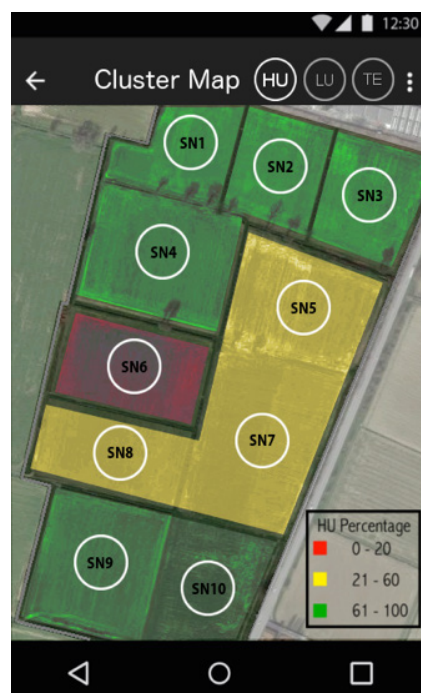 12:30
Cluster Map HU LU TE
SN1
SN2
SN3
SN4
SN5
SN6
SN7
SN8
SN9
SN10
HU Percentage
0 - 20
21 - 60
61 - 100